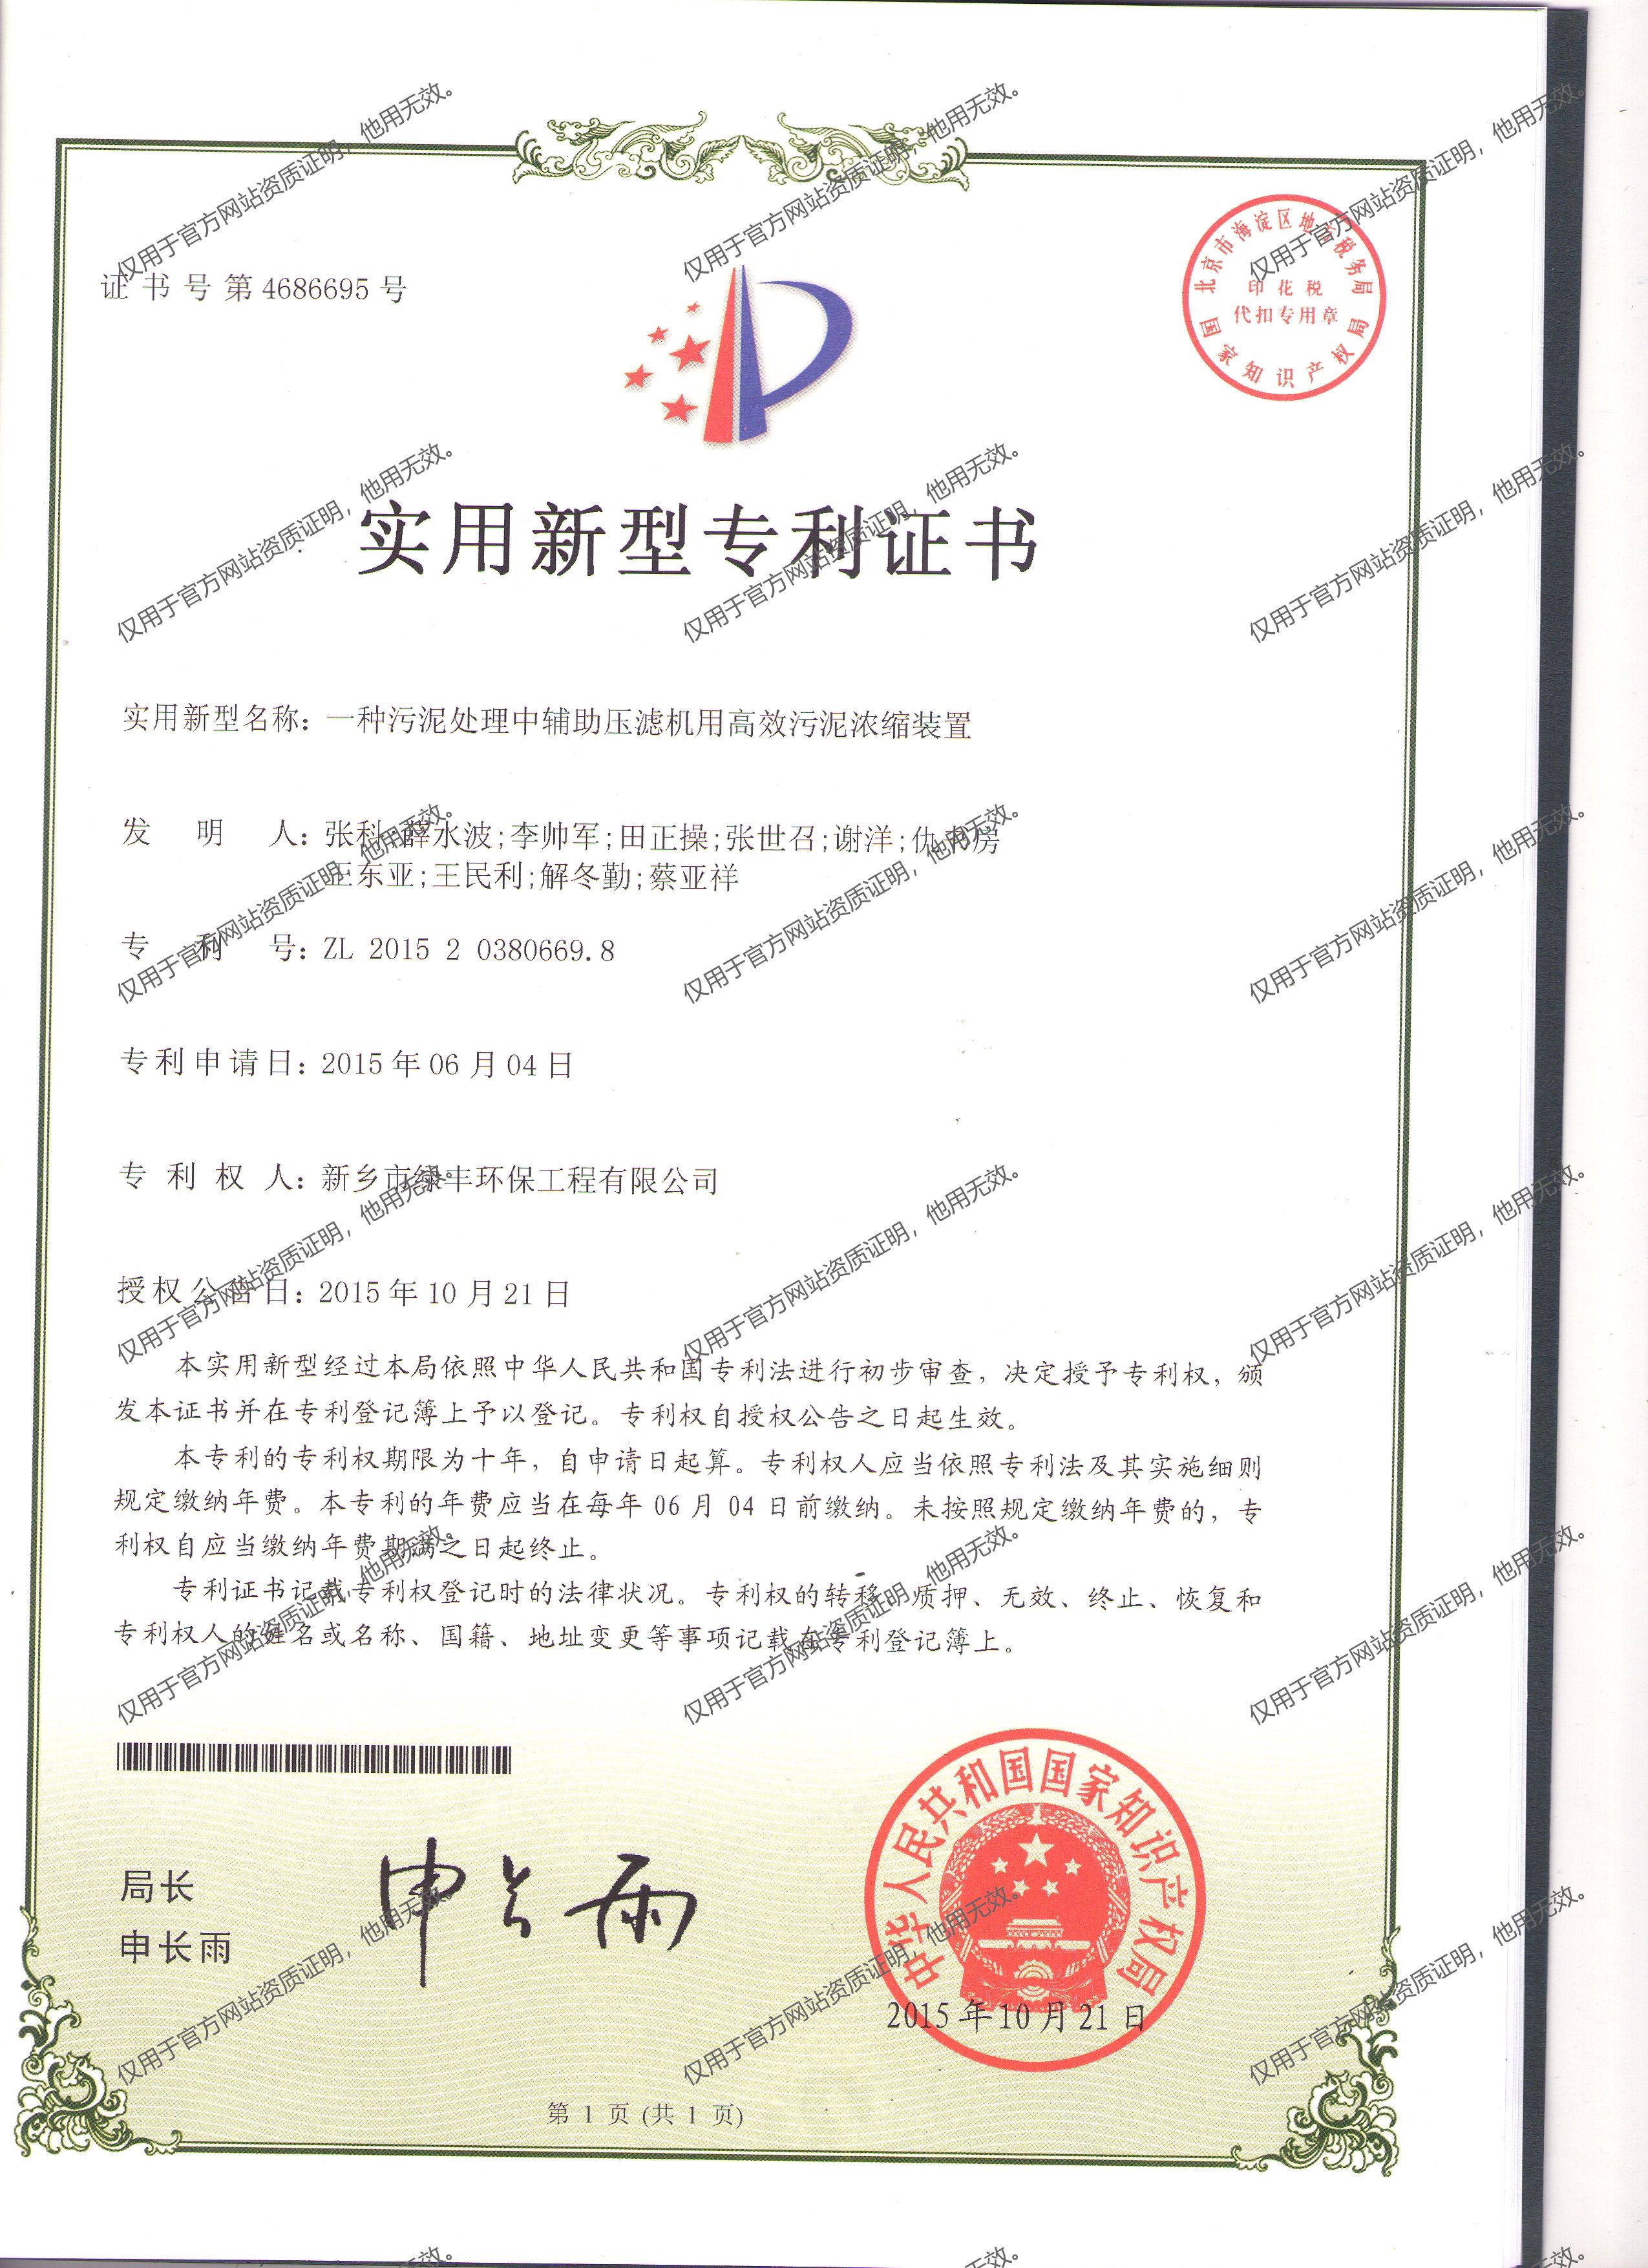 证书号第4686695号
北京市海淀区地方税务局
印花税
代扣专用章
国家知识产权局
实用新型专利证书
实用新型名称：一种污泥处理中辅助压滤机用高效污泥浓缩装置
发明人：张科;薛水波;李帅军;田正操;张世召;谢洋;仇 房
王东亚;王民利;解冬勤;蔡亚祥
专利号：ZL 2015 2 0380669.8
专利申请日：2015年06月04日
专利权人：新乡市绿丰环保工程有限公司
授权公告日：2015年10月21日
本实用新型经过本局依照中华人民共和国专利法进行初步审查，决定授予专利权，颁
发本证书并在专利登记簿上予以登记。专利权自授权公告之日起生效。
本专利的专利权期限为十年，自申请日起算。专利权人应当依照专利法及其实施细则
规定缴纳年费。本专利的年费应当在每年06月04日前缴纳。未按照规定缴纳年费的，专
利权自应当缴纳年费期满之日起终止。
专利证书记载专利权登记时的法律状况。专利权的转移、质押、无效、终止、恢复和
专利权人的姓名或名称、国籍、地址变更等事项记载在专利登记簿上。
局长
申长雨
申长雨
中华人民共和国国家知识产权局
2015年10月21日
第 1 页 (共 1 页)
仅用于官方网站资质证明，他用无效。